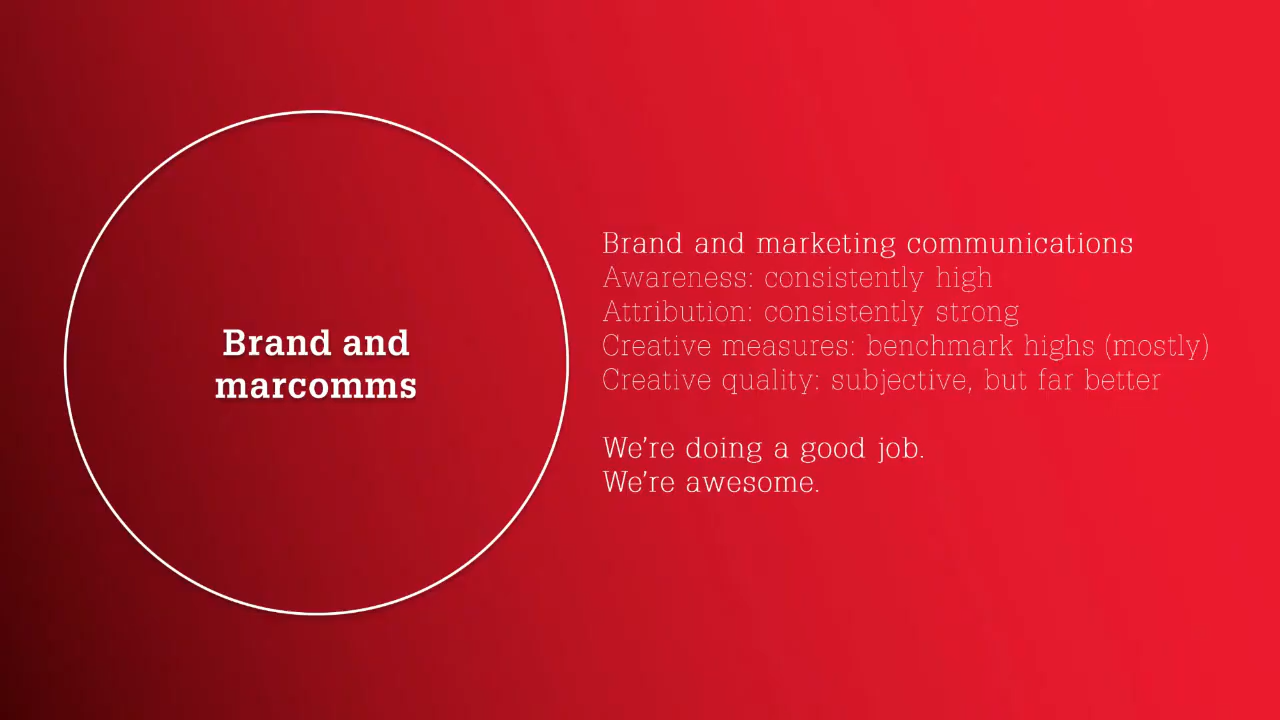 Brand and
marcomms
Brand and marketing communications
Awareness: consistently high
Attribution: consistently strong
Creative measures: benchmark highs (mostly)
Creative quality: subjective, but far better
We’re doing a good job.
We’re awesome.